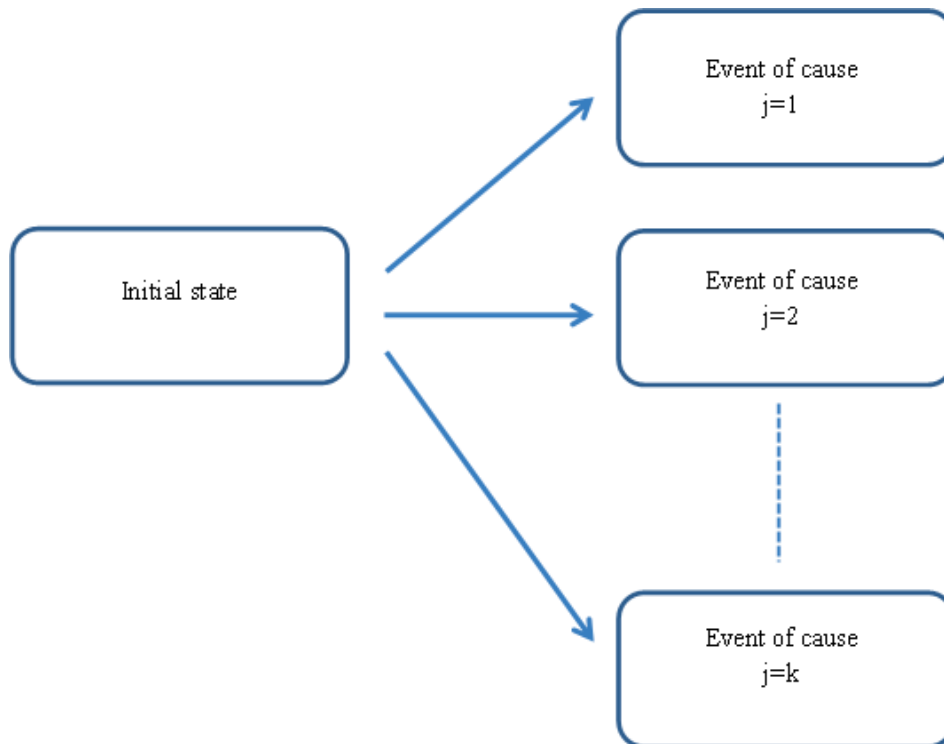 Event of cause
j=1
Initial state
Event of cause
j=2
Event of cause
j=k